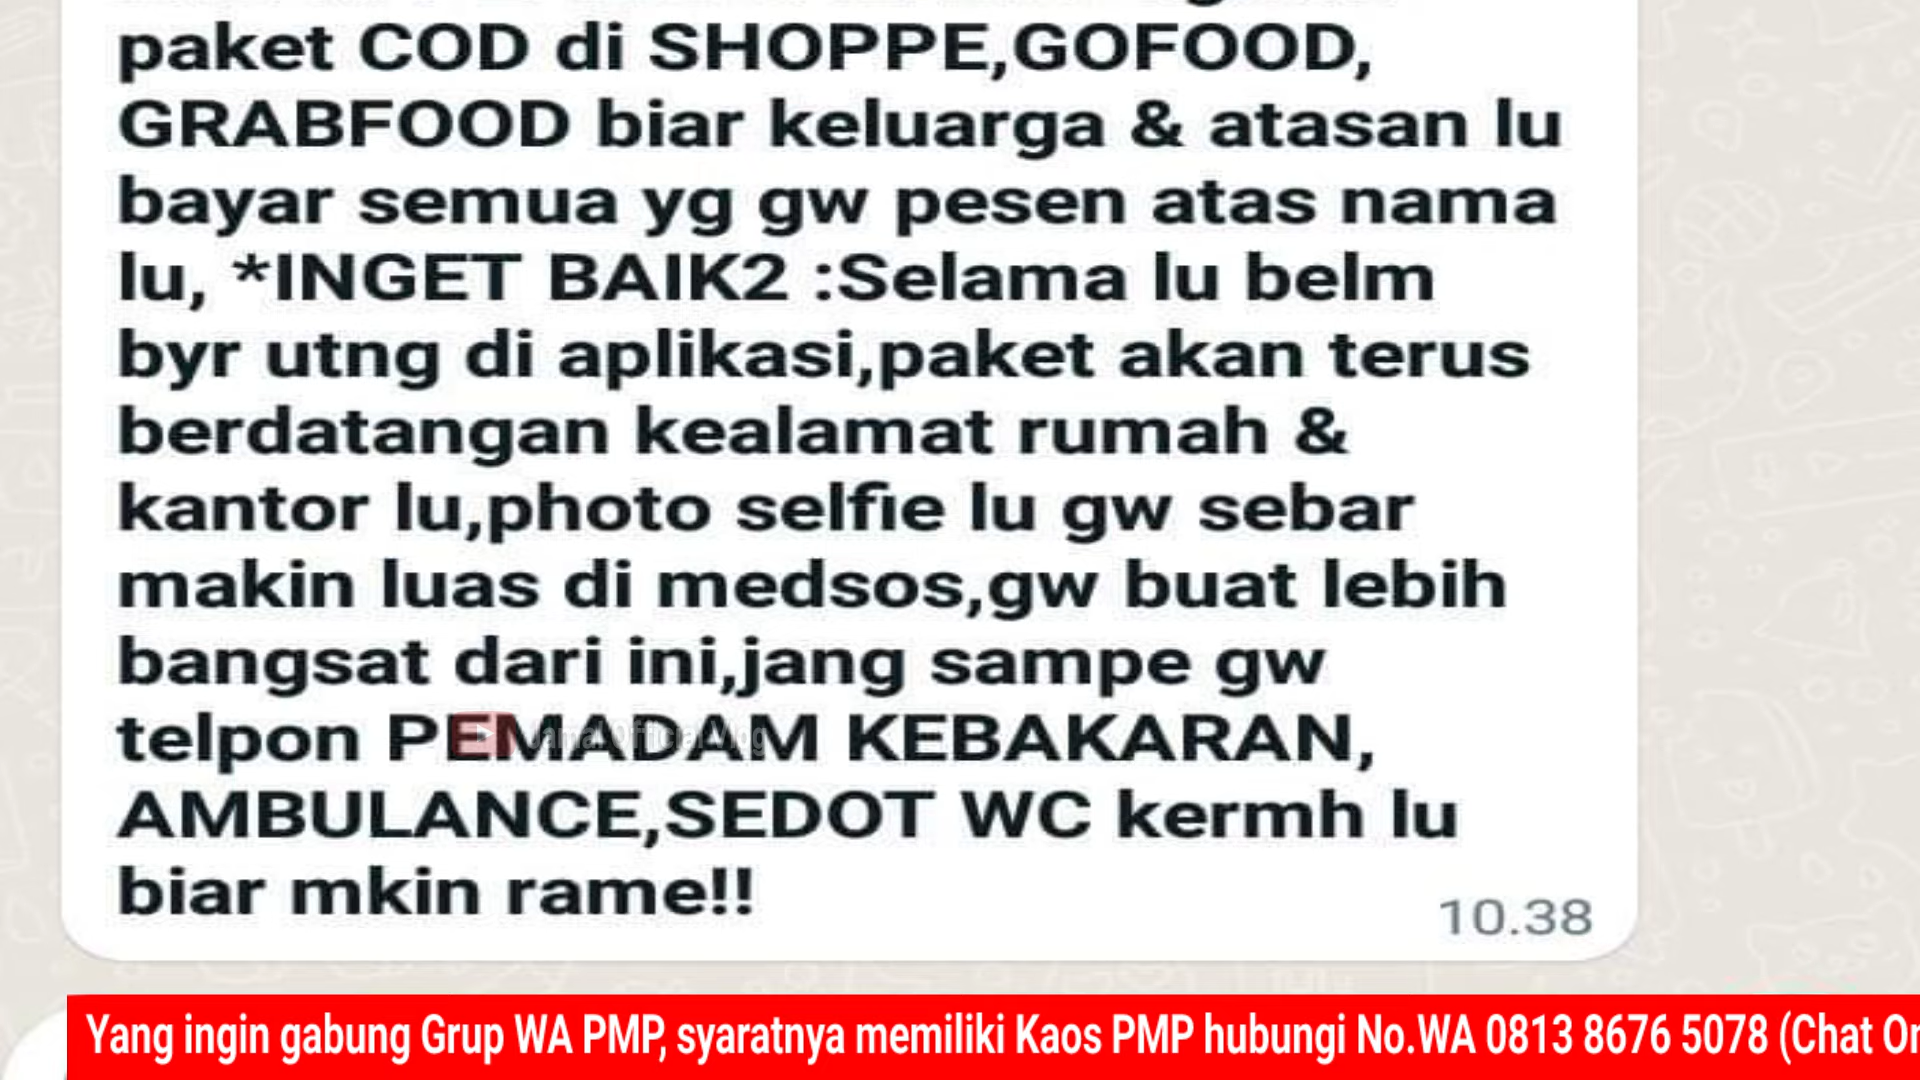 paket COD di SHOPPE,GOFOOD,
GRABFOOD biar keluarga & atasan lu
bayar semua yg gw pesen atas nama
lu, *INGET BAIK2 :Selama lu belm
byr utng di aplikasi,paket akan terus
berdatangan kealamat rumah &
kantor lu,photo selfie lu gw sebar
makin luas di medsos,gw buat lebih
bangsat dari ini,jang sampe gw
telpon PEMADAM KEBAKARAN,
Jamal Official Vlog
AMBULANCE,SEDOT WC kermh lu
biar mkin rame!!
10.38
Yang ingin gabung Grup WA PMP, syaratnya memiliki Kaos PMP hubungi No.WA 0813 8676 5078 (Chat